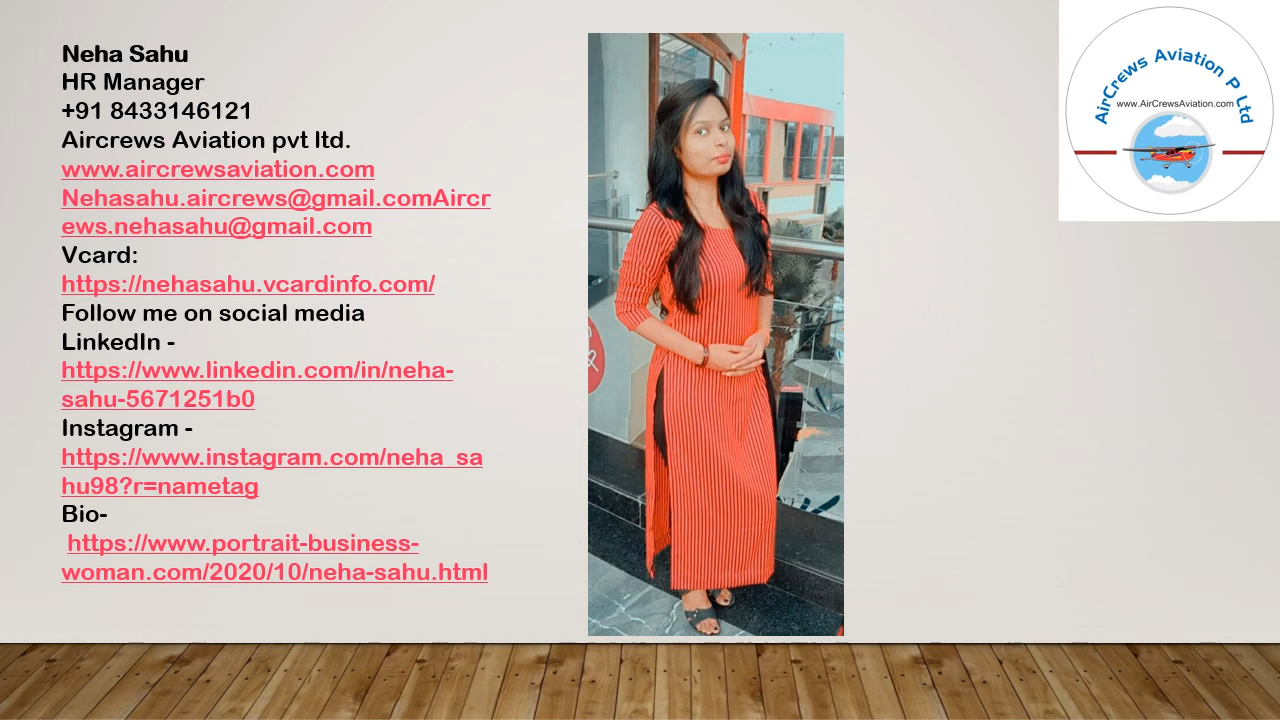 Neha Sahu
HR Manager
+91 8433146121
Aircrews Aviation pvt ltd.
www.aircrewsaviation.com
Nehasahu.aircrews@gmail.comAircr
ews.nehasahu@gmail.com
Vcard:
https://nehasahu.vcardinfo.com/
Follow me on social media
LinkedIn -
https://www.linkedin.com/in/neha-
sahu-5671251b0
Instagram -
https://www.instagram.com/neha_sa
hu98?r=nametag
Bio-
https://www.portrait-business-
woman.com/2020/10/neha-sahu.html
AirCrews Aviation P Ltd
www.AirCrewsAviation.com